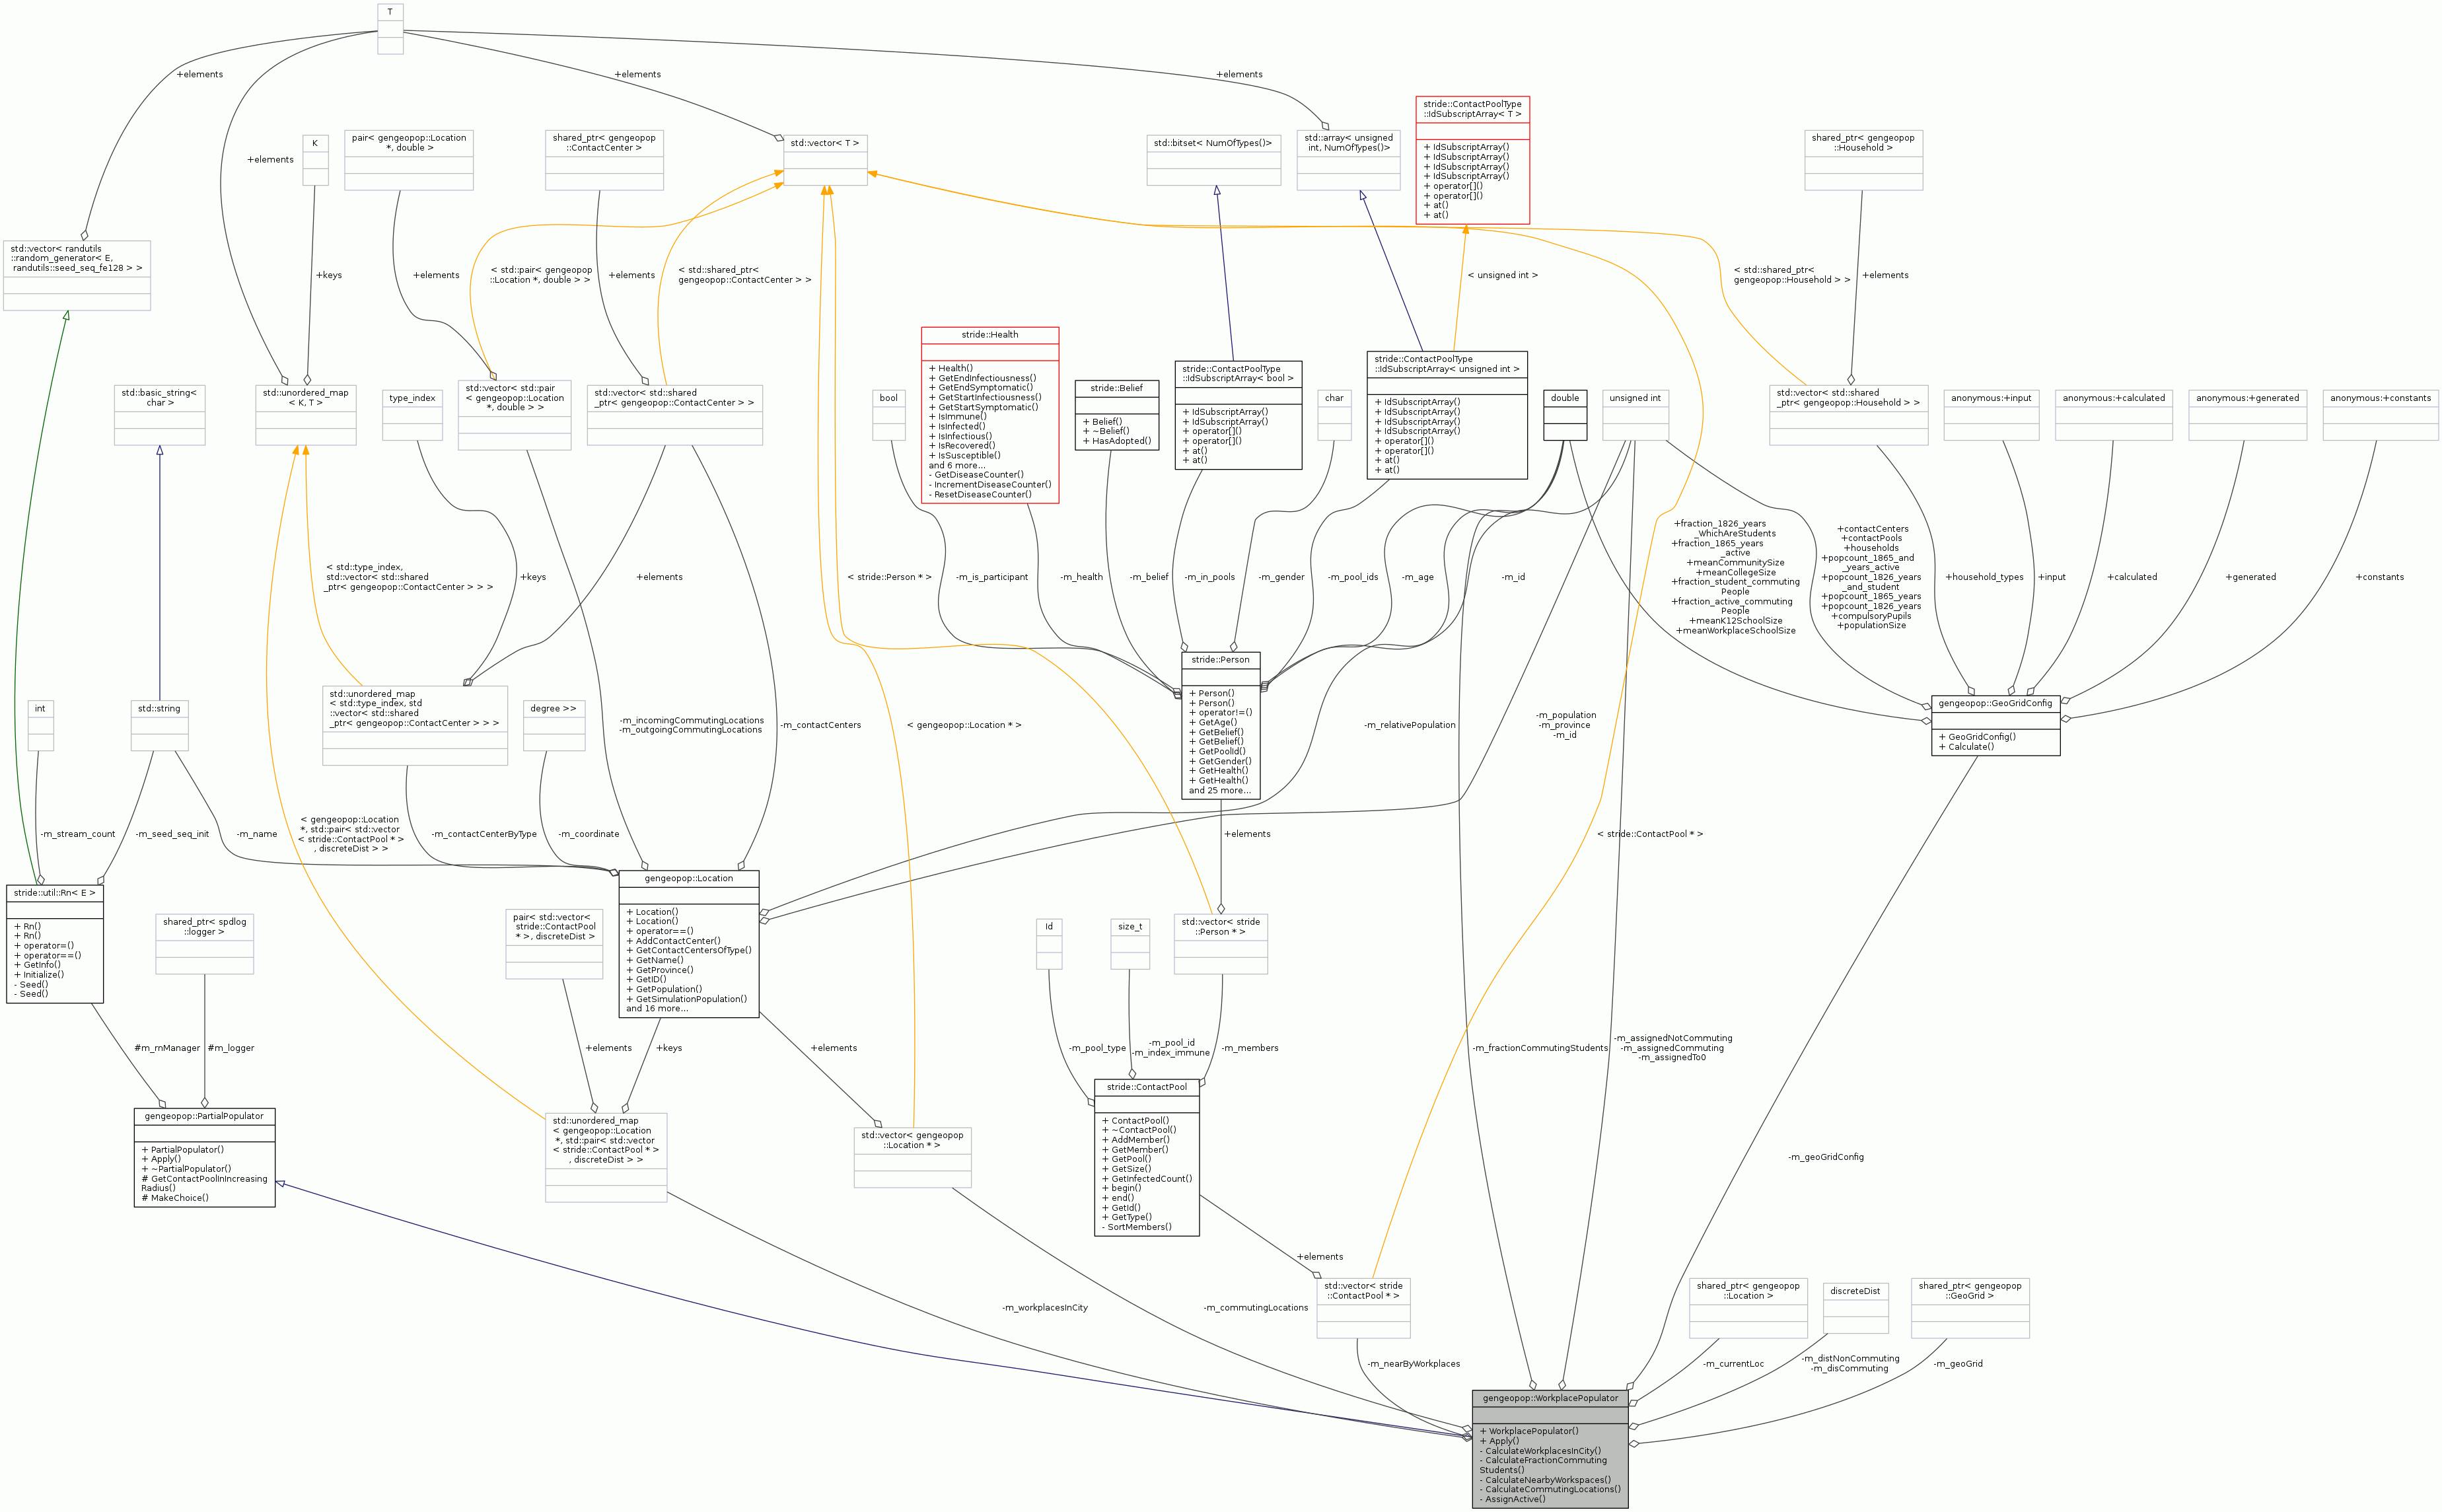 T
+elements
+elements
+elements
stride::ContactPoolType
::IdSubscriptArray< T >
+ IdSubscriptArray()
+ IdSubscriptArray()
+ IdSubscriptArray()
+ IdSubscriptArray()
+ operator[]()
+ operator[]()
+ at()
+ at()
+elements
K
pair< gengeopop::Location
*, double >
shared_ptr< gengeopop
::ContactCenter >
std::vector< T >
std::bitset< NumOfTypes()>
std::array< unsigned
int, NumOfTypes()>
shared_ptr< gengeopop
::Household >
std::vector< randutils
::random_generator< E,
randutils::seed_seq_fe128 > >
+keys
+elements
< std::pair< gengeopop
::Location *, double > >
+elements
< std::shared_ptr<
gengeopop::ContactCenter > >
< unsigned int >
< std::shared_ptr<
gengeopop::Household > >
+elements
stride::Health
+ Health()
+ GetEndInfectiousness()
+ GetEndSymptomatic()
+ GetStartInfectiousness()
+ GetStartSymptomatic()
+ IsImmune()
+ IsInfected()
+ IsInfectious()
+ IsRecovered()
+ IsSusceptible()
and 6 more...
- GetDiseaseCounter()
- IncrementDiseaseCounter()
- ResetDiseaseCounter()
std::basic_string<
char >
std::unordered_map
< K, T >
type_index
std::vector< std::pair
< gengeopop::Location
*, double > >
std::vector< std::shared
_ptr< gengeopop::ContactCenter > >
bool
stride::Belief
+ Belief()
+ ~Belief()
+ HasAdopted()
stride::ContactPoolType
::IdSubscriptArray< bool >
+ IdSubscriptArray()
+ IdSubscriptArray()
+ operator[]()
+ operator[]()
+ at()
+ at()
char
stride::ContactPoolType
::IdSubscriptArray< unsigned int >
+ IdSubscriptArray()
+ IdSubscriptArray()
+ IdSubscriptArray()
+ IdSubscriptArray()
+ operator[]()
+ operator[]()
+ at()
+ at()
double
unsigned int
std::vector< std::shared
_ptr< gengeopop::Household > >
anonymous:+input
anonymous:+calculated
anonymous:+generated
anonymous:+constants
< std::type_index,
std::vector< std::shared
_ptr< gengeopop::ContactCenter > > >
+keys
+elements
< stride::Person * >
-m_is_participant
-m_health
-m_belief
-m_in_pools
-m_gender
-m_pool_ids
-m_age
-m_id
+fraction_1826_years
_WhichAreStudents
+fraction_1865_years
_active
+meanCommunitySize
+meanCollegeSize
+fraction_student_commuting
People
+fraction_active_commuting
People
+meanK12SchoolSize
+meanWorkplaceSchoolSize
+contactCenters
+contactPools
+households
+popcount_1865_and
_years_active
+popcount_1826_years
_and_student
+popcount_1865_years
+popcount_1826_years
+compulsoryPupils
+populationSize
+household_types
+input
+calculated
+generated
+constants
int
std::string
std::unordered_map
< std::type_index, std
::vector< std::shared
_ptr< gengeopop::ContactCenter > > >
degree >>
-m_incomingCommutingLocations
-m_outgoingCommutingLocations
-m_contactCenters
< gengeopop::Location * >
stride::Person
+ Person()
+ Person()
+ operator!=()
+ GetAge()
+ GetBelief()
+ GetBelief()
+ GetPoolId()
+ GetGender()
+ GetHealth()
+ GetHealth()
and 25 more...
-m_relativePopulation
-m_population
-m_province
-m_id
gengeopop::GeoGridConfig
+ GeoGridConfig()
+ Calculate()
-m_stream_count
-m_seed_seq_init
-m_name
< gengeopop::Location
*, std::pair< std::vector
< stride::ContactPool * >
, discreteDist > >
-m_contactCenterByType
-m_coordinate
+elements
< stride::ContactPool * >
stride::util::Rn< E >
+ Rn()
+ Rn()
+ operator=()
+ operator==()
+ GetInfo()
+ Initialize()
- Seed()
- Seed()
shared_ptr< spdlog
::logger >
pair< std::vector<
stride::ContactPool
* >, discreteDist >
gengeopop::Location
+ Location()
+ Location()
+ operator==()
+ AddContactCenter()
+ GetContactCentersOfType()
+ GetName()
+ GetProvince()
+ GetID()
+ GetPopulation()
+ GetSimulationPopulation()
and 16 more...
Id
size_t
std::vector< stride
::Person * >
#m_rnManager
#m_logger
+elements
+keys
+elements
-m_pool_type
-m_pool_id
-m_index_immune
-m_members
-m_fractionCommutingStudents
-m_assignedNotCommuting
-m_assignedCommuting
-m_assignedTo0
gengeopop::PartialPopulator
+ PartialPopulator()
+ Apply()
+ ~PartialPopulator()
# GetContactPoolInIncreasing
Radius()
# MakeChoice()
std::unordered_map
< gengeopop::Location
*, std::pair< std::vector
< stride::ContactPool * >
, discreteDist > >
std::vector< gengeopop
::Location * >
stride::ContactPool
+ ContactPool()
+ ~ContactPool()
+ AddMember()
+ GetMember()
+ GetPool()
+ GetSize()
+ GetInfectedCount()
+ begin()
+ end()
+ GetId()
+ GetType()
- SortMembers()
-m_geoGridConfig
+elements
-m_workplacesInCity
-m_commutingLocations
std::vector< stride
::ContactPool * >
shared_ptr< gengeopop
::Location >
discreteDist
shared_ptr< gengeopop
::GeoGrid >
-m_nearByWorkplaces
-m_currentLoc
-m_distNonCommuting
-m_disCommuting
-m_geoGrid
gengeopop::WorkplacePopulator
+ WorkplacePopulator()
+ Apply()
- CalculateWorkplacesInCity()
- CalculateFractionCommuting
Students()
- CalculateNearbyWorkspaces()
- CalculateCommutingLocations()
- AssignActive()